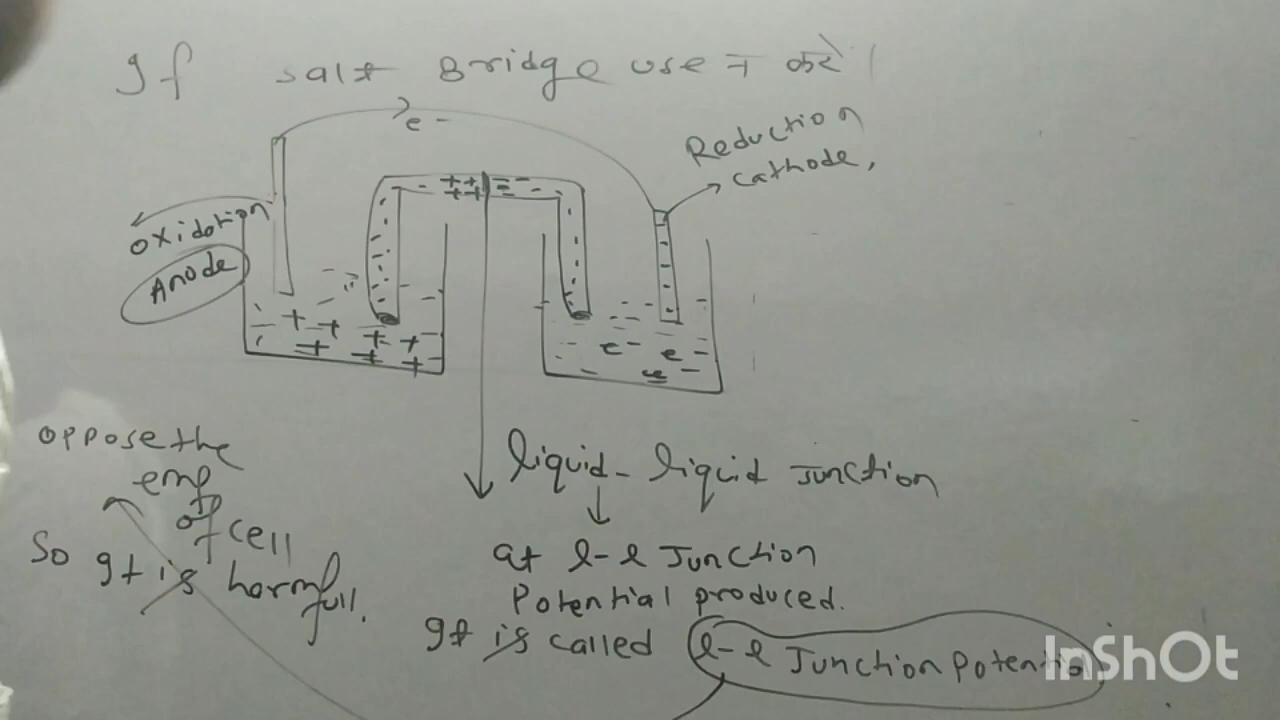 If salt Bridge use न करे।
e-
Reduction
cathode,
oxidation
Anode
++ =
++ =
+ + + +
+ + +
e- e-
e-
liquid-liquid Junction
at l-l Junction
Potential produced.
It is called l-l Junction Potential
oppose the
emf
of cell
So It is harmfull.
InShOt